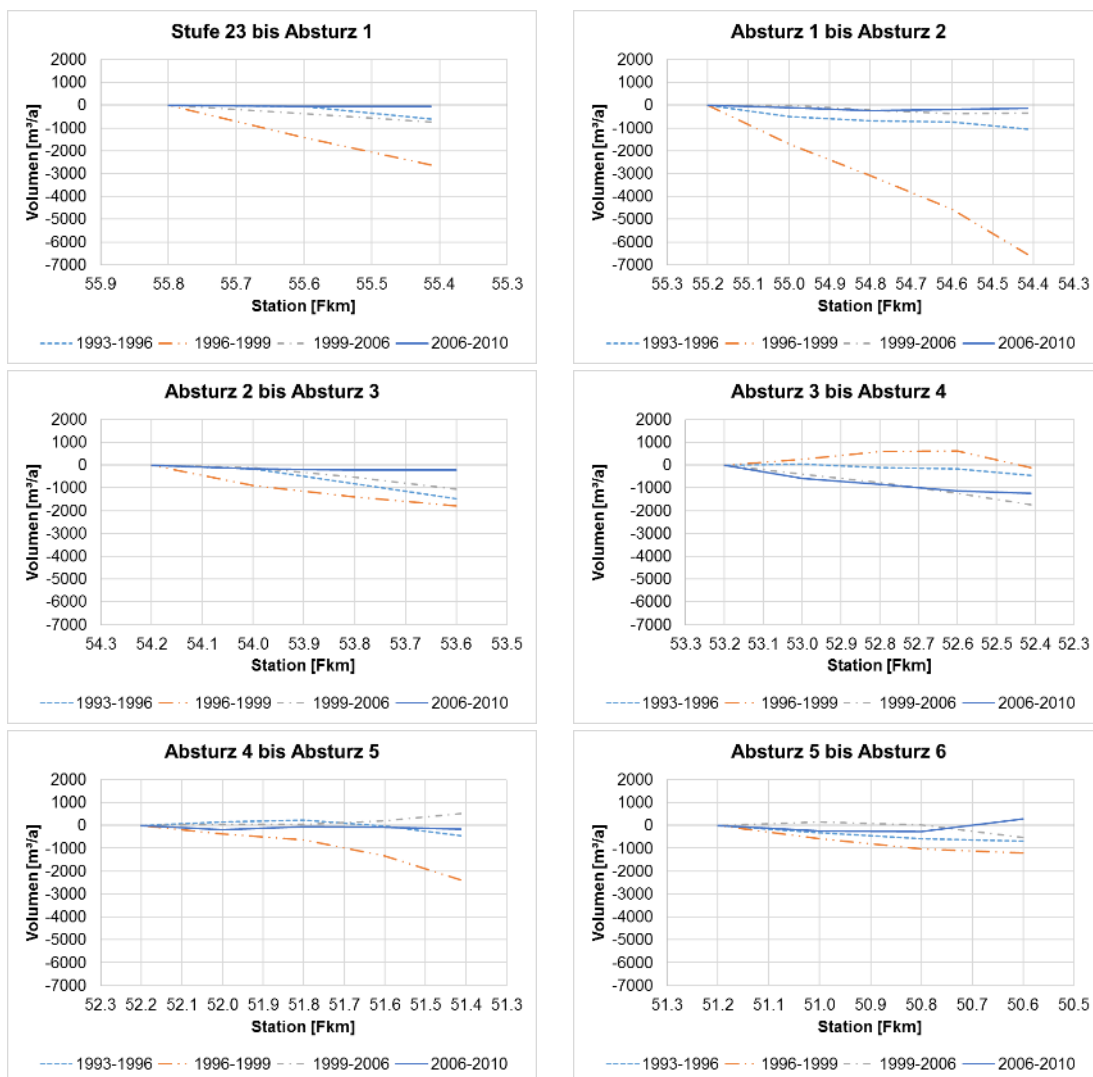 Stufe 23 bis Absturz 1
2000
1000
0
-1000
-2000
-3000
-4000
-5000
-6000
-7000
Volumen [m³/a]
55.9 55.8 55.7 55.6 55.5 55.4 55.3
Station [Fkm]
1993-1996 1996-1999 1999-2006 2006-2010
Absturz 1 bis Absturz 2
2000
1000
0
-1000
-2000
-3000
-4000
-5000
-6000
-7000
Volumen [m³/a]
55.3 55.2 55.1 55.0 54.9 54.8 54.7 54.6 54.5 54.4 54.3
Station [Fkm]
1993-1996 1996-1999 1999-2006 2006-2010
Absturz 2 bis Absturz 3
2000
1000
0
-1000
-2000
-3000
-4000
-5000
-6000
-7000
Volumen [m³/a]
54.3 54.2 54.1 54.0 53.9 53.8 53.7 53.6 53.5
Station [Fkm]
1993-1996 1996-1999 1999-2006 2006-2010
Absturz 3 bis Absturz 4
2000
1000
0
-1000
-2000
-3000
-4000
-5000
-6000
-7000
Volumen [m³/a]
53.3 53.2 53.1 53.0 52.9 52.8 52.7 52.6 52.5 52.4 52.3
Station [Fkm]
1993-1996 1996-1999 1999-2006 2006-2010
Absturz 4 bis Absturz 5
2000
1000
0
-1000
-2000
-3000
-4000
-5000
-6000
-7000
Volumen [m³/a]
52.3 52.2 52.1 52.0 51.9 51.8 51.7 51.6 51.5 51.4 51.3
Station [Fkm]
1993-1996 1996-1999 1999-2006 2006-2010
Absturz 5 bis Absturz 6
2000
1000
0
-1000
-2000
-3000
-4000
-5000
-6000
-7000
Volumen [m³/a]
51.3 51.2 51.1 51.0 50.9 50.8 50.7 50.6 50.5
Station [Fkm]
1993-1996 1996-1999 1999-2006 2006-2010